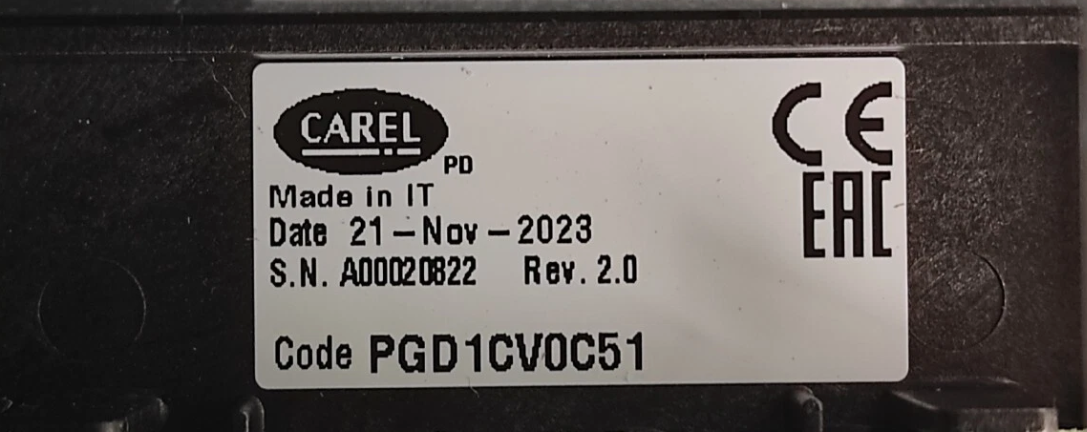 CAREL
PD
Made in IT
Date 21-Nov-2023
S.N. A00020822 Rev. 2.0
Code PGD1CV0C51
CE
EAC